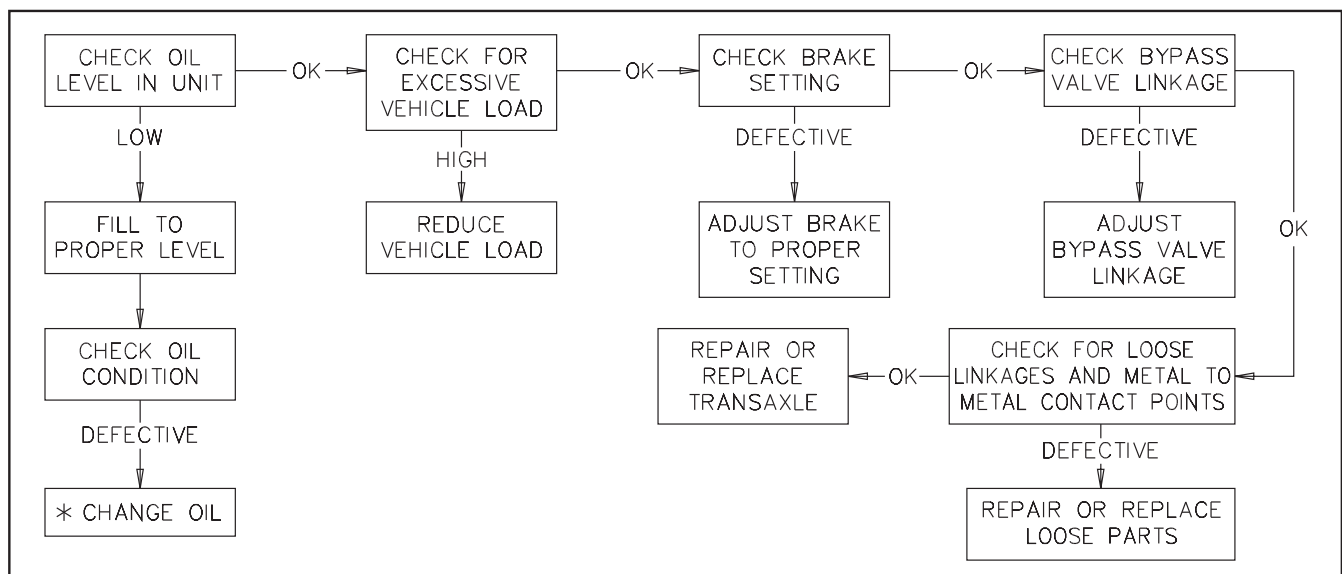 CHECK OIL
LEVEL IN UNIT
OK
CHECK FOR
EXCESSIVE
VEHICLE LOAD
OK
CHECK BRAKE
SETTING
OK
CHECK BYPASS
VALVE LINKAGE
LOW
HIGH
DEFECTIVE
DEFECTIVE
OK
FILL TO
PROPER LEVEL
REDUCE
VEHICLE LOAD
ADJUST BRAKE
TO PROPER
SETTING
ADJUST
BYPASS VALVE
LINKAGE
CHECK OIL
CONDITION
REPAIR OR
REPLACE
TRANSAXLE
OK
CHECK FOR LOOSE
LINKAGES AND METAL TO
METAL CONTACT POINTS
DEFECTIVE
DEFECTIVE
* CHANGE OIL
REPAIR OR REPLACE
LOOSE PARTS